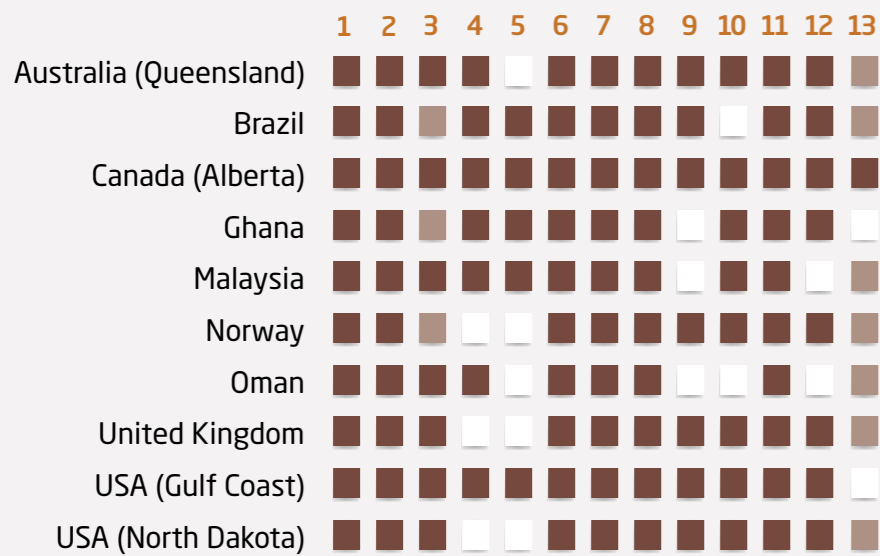 1 2 3 4 5 6 7 8 9 10 11 12 13
Australia (Queensland)
Brazil
Canada (Alberta)
Ghana
Malaysia
Norway
Oman
United Kingdom
USA (Gulf Coast)
USA (North Dakota)